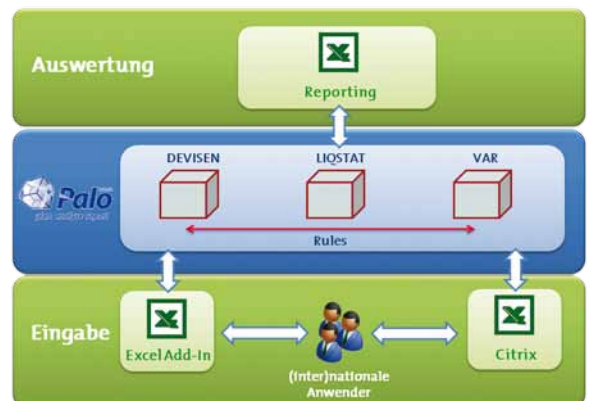 Auswertung
Reporting
DEVISEN LIQSTAT VAR
Palo
Rules
Eingabe
Excel Add-In
Citrix
(inter)nationale
Anwender